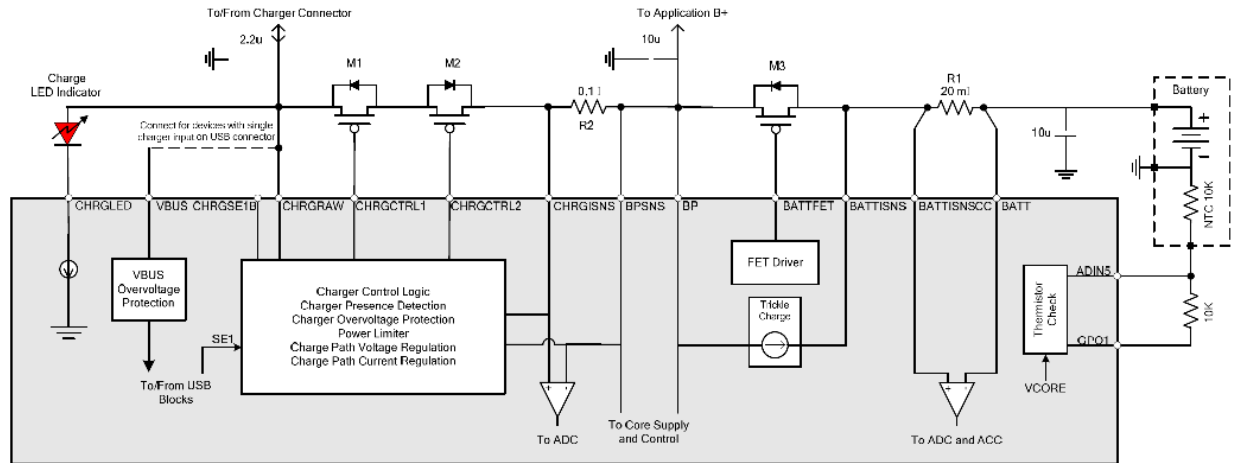 To/From Charger Connector
To Application B+
2.2u
10u
M1
M2
M3
R1
20 m
Charge
LED Indicator
0.1
R2
Battery
+
-
10u
Connect for devices with single
charger input on USB connector
NTC 10K
CHRGLED
VBUS
CHRGSE1B
CHRGRAW
CHRGCTRL1
CHRGCTRL2
CHRGISNS
BPSNS
BP
BATTFET
BATTISNS
BATTISNSCC
BATT
VBUS
Overvoltage
Protection
Charger Control Logic
Charger Presence Detection
Charger Overvoltage Protection
Power Limiter
Charge Path Voltage Regulation
Charge Path Current Regulation
FET Driver
Trickle
Charge
Thermistor
Check
ADIN5
10K
GPO1
SE1
VCORE
To/From USB
Blocks
+ -
+ -
To ADC
To Core Supply
and Control
To ADC and ACC